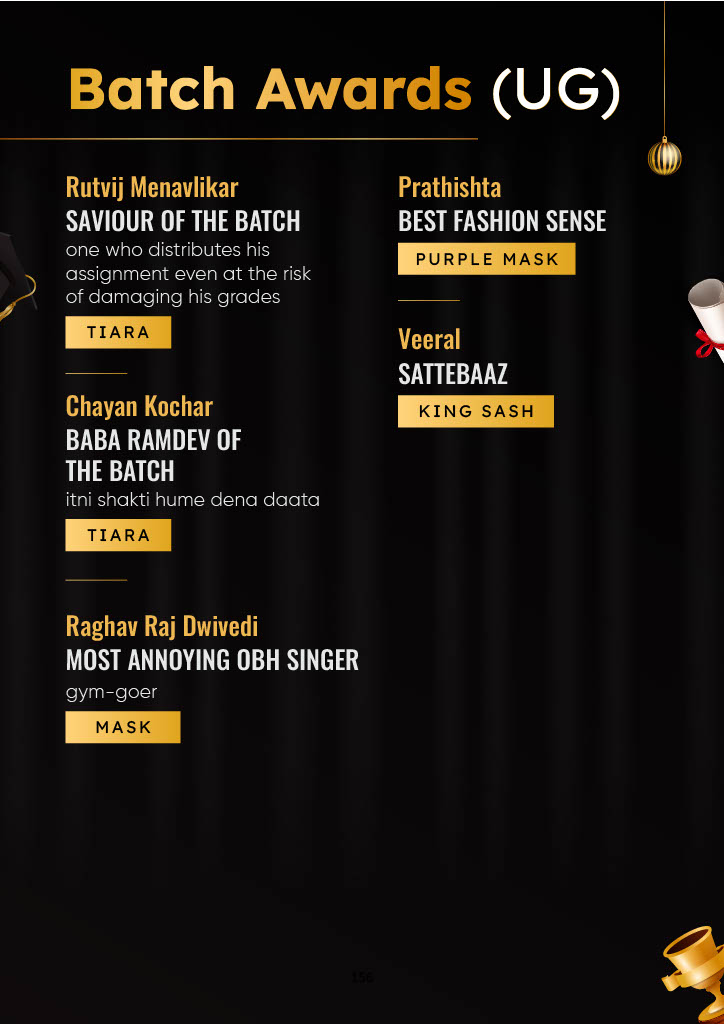 Batch Awards (UG)
Rutvij Menavlikar
SAVIOUR OF THE BATCH
one who distributes his
assignment even at the risk
of damaging his grades
TIARA
Chayan Kochar
BABA RAMDEV OF
THE BATCH
itni shakti hume dena daata
TIARA
Raghav Raj Dwivedi
MOST ANNOYING OBH SINGER
gym-goer
MASK
Prathishta
BEST FASHION SENSE
PURPLE MASK
Veeral
SATTEBAAZ
KING SASH
156